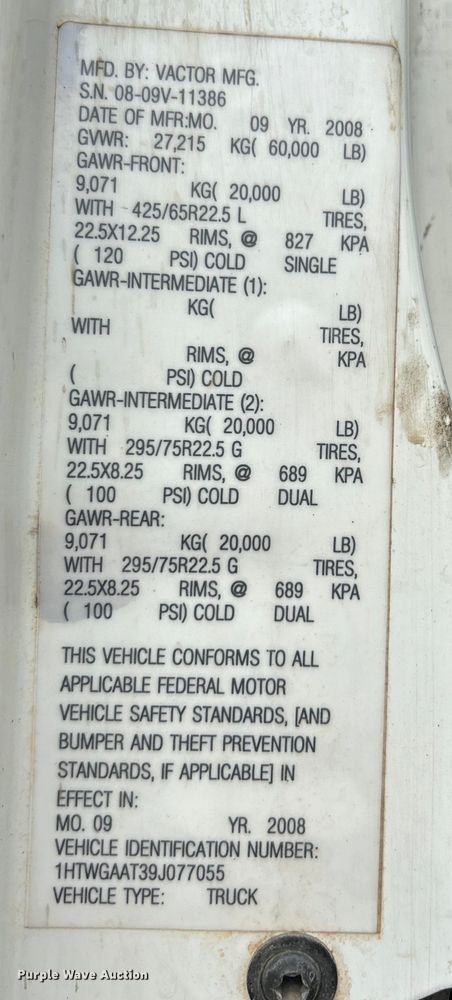 MFD. BY: VACTOR MFG.
S.N. 08-09V-11386
DATE OF MFR:MO. 09 YR. 2008
GVWR: 27,215 KG( 60,000 LB)
GAWR-FRONT:
9,071 KG( 20,000 LB)
WITH 425/65R22.5 L TIRES,
22.5X12.25 RIMS, @ 827 KPA
( 120 PSI) COLD SINGLE
GAWR-INTERMEDIATE (1):
KG( LB)
WITH TIRES,
RIMS, @ KPA
( PSI) COLD
GAWR-INTERMEDIATE (2):
9,071 KG( 20,000 LB)
WITH 295/75R22.5 G TIRES,
22.5X8.25 RIMS, @ 689 KPA
( 100 PSI) COLD DUAL
GAWR-REAR:
9,071 KG( 20,000 LB)
WITH 295/75R22.5 G TIRES,
22.5X8.25 RIMS, @ 689 KPA
( 100 PSI) COLD DUAL
THIS VEHICLE CONFORMS TO ALL
APPLICABLE FEDERAL MOTOR
VEHICLE SAFETY STANDARDS, [AND
BUMPER AND THEFT PREVENTION
STANDARDS, IF APPLICABLE] IN
EFFECT IN:
MO. 09 YR. 2008
VEHICLE IDENTIFICATION NUMBER:
1HTWGAAT39J077055
VEHICLE TYPE: TRUCK
Purple Wave Auction